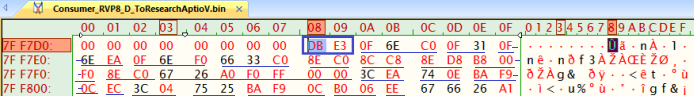 Consumer_RVP8_D_ToResearchAptioV.bin
00 01 02 03 04 05 06 07 08 09 0A 0B 0C 0D 0E 0F 0 1 2 3 4 5 6 7 8 9 A B C D E F
7F F7D0: 00 00 00 00 00 00 00 00 DB E3 0F 6E C0 0F 31 0F · · · · · · · · Û ã · n À · 1 ·
7F F7E0: 6E EA 0F 6E F0 66 33 C0 8E C0 8C C8 8E D8 B8 00 n ê · n ð f 3 À Ž À Œ È Ž Ø ¸ ·
7F F7F0: F0 8E C0 67 26 A0 F0 FF 00 00 3C EA 74 0E BA F9 ð Ž À g & ð ÿ · · < ê t · º ù
7F F800: 0C EC 3C 04 75 25 BA F9 0C B0 06 EE 67 66 26 A1 · ì < · u % º ù · ° · î g f & ¡